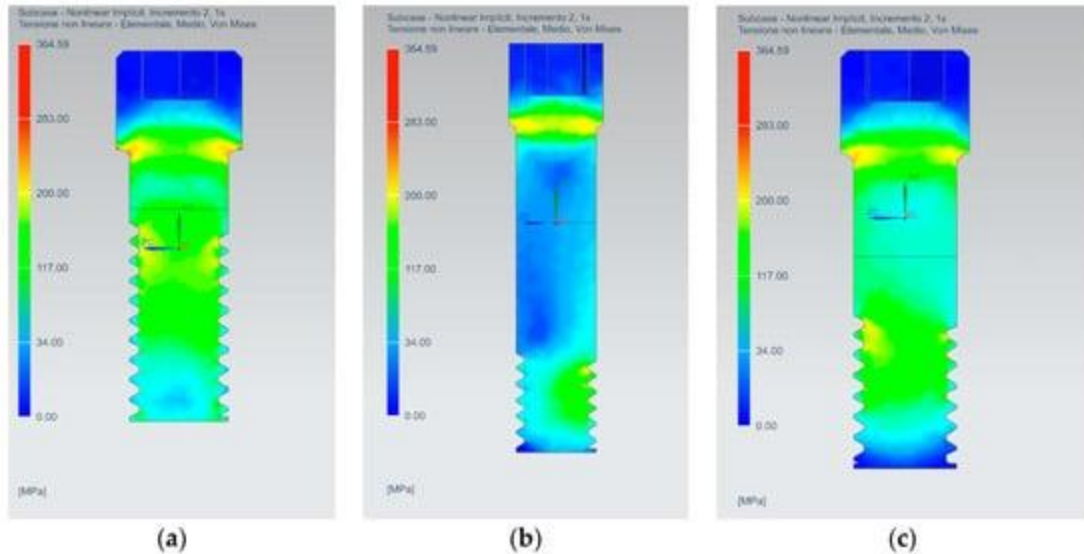 Subcase - Nonlinear Implicit, Incremento 2, 1s
Tensione non lineare - Elementale, Medio, Von Mises
364.59
283.00
200.00
117.00
34.00
0.00
[MPa]
(a)
Subcase - Nonlinear Implicit, Incremento 2, 1s
Tensione non lineare - Elementale, Medio, Von Mises
364.59
283.00
200.00
117.00
34.00
0.00
[MPa]
(b)
Subcase - Nonlinear Implicit, Incremento 2, 1s
Tensione non lineare - Elementale, Medio, Von Mises
364.59
283.00
200.00
117.00
34.00
0.00
[MPa]
(c)